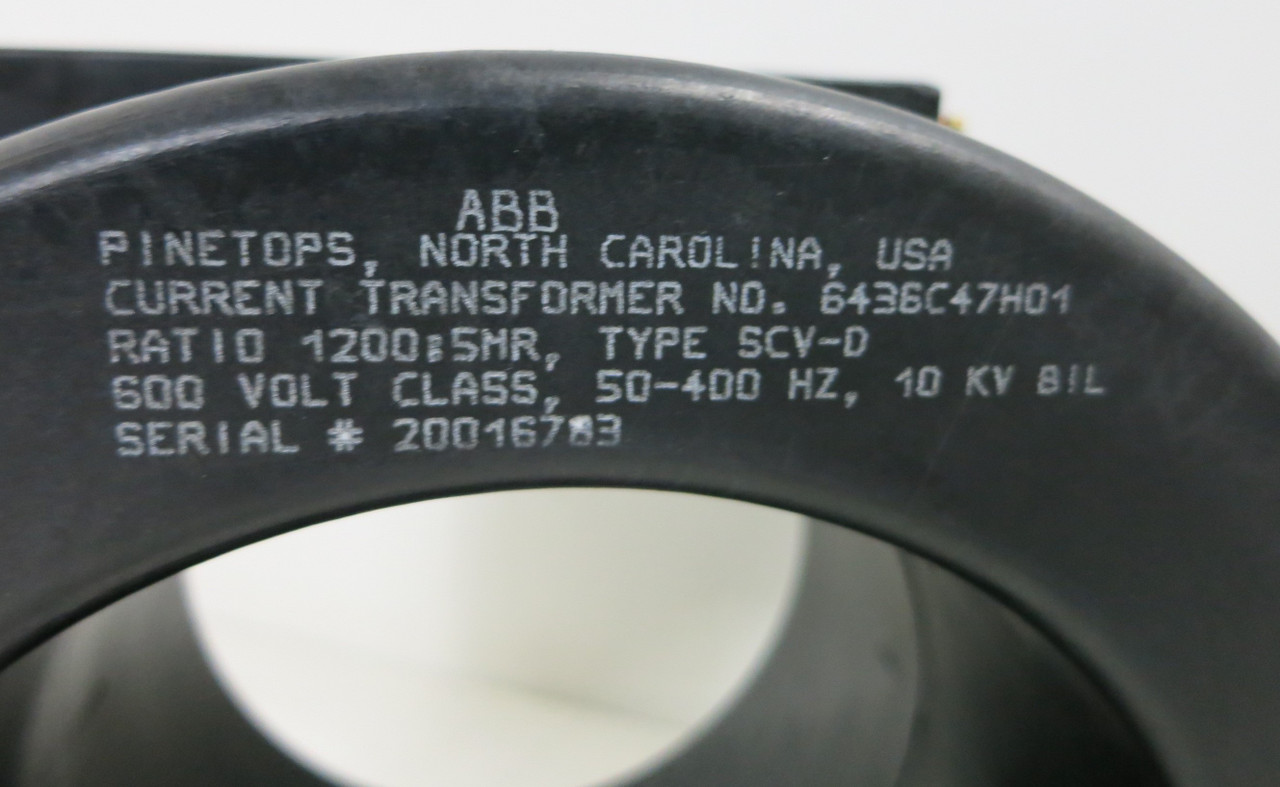 ABB
PINETOPS, NORTH CAROLINA, USA
CURRENT TRANSFORMER NO. 6436C47H01
RATIO 1200:5MR, TYPE SCV-D
600 VOLT CLASS, 50-400 HZ, 10 KV BIL
SERIAL # 20016783